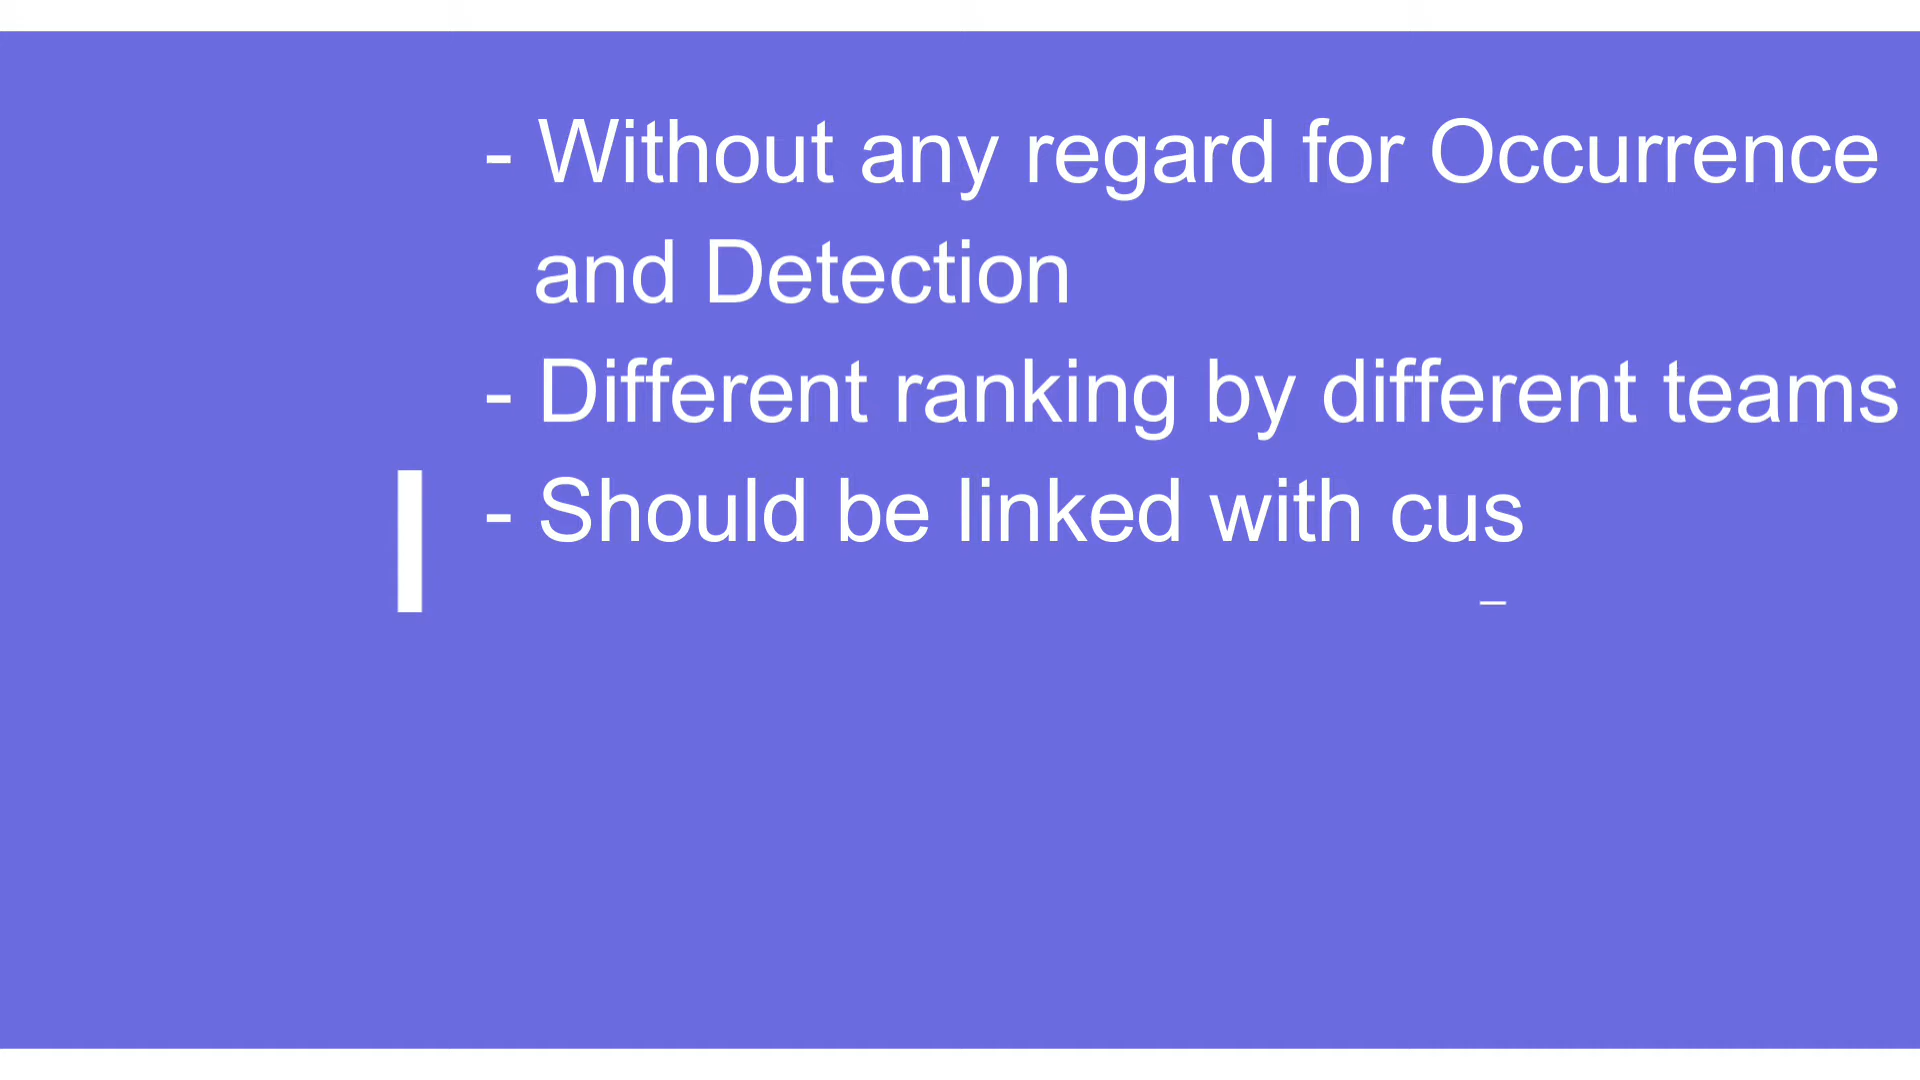 - Without any regard for Occurrence
and Detection
- Different ranking by different teams
- Should be linked with cus